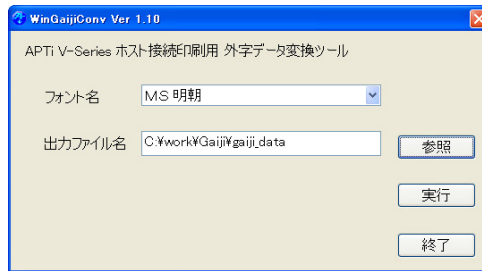 WinGaijiConv Ver 1.10
APTi V-Series ホスト接続印刷用 外字データ変換ツール
フォント名 MS 明朝
出力ファイル名 C:¥work¥Gaiji¥gaiji_data 参照
実行
終了